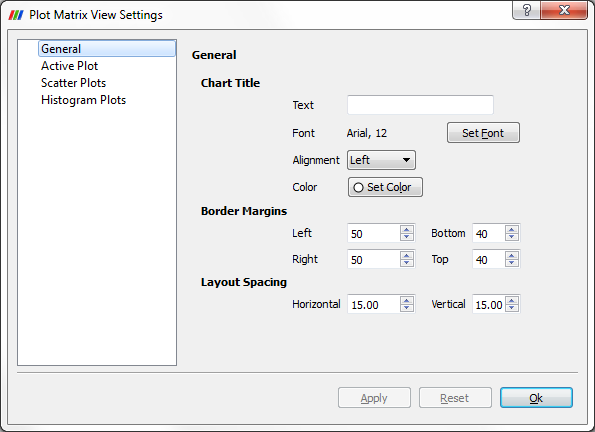 Plot Matrix View Settings
?
General
Active Plot
Scatter Plots
Histogram Plots
General
Chart Title
Text
Font Arial, 12 Set Font
Alignment Left
Color Set Color
Border Margins
Left 50 Bottom 40
Right 50 Top 40
Layout Spacing
Horizontal 15.00 Vertical 15.00
Apply Reset Ok